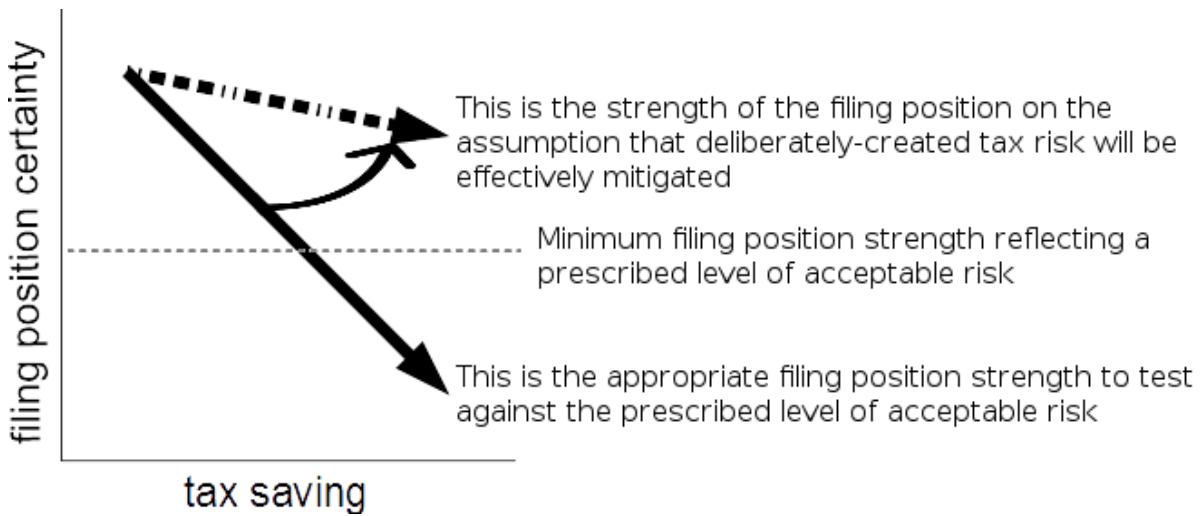 filing position certainty
This is the strength of the filing position on the
assumption that deliberately-created tax risk will be
effectively mitigated
Minimum filing position strength reflecting a
prescribed level of acceptable risk
This is the appropriate filing position strength to test
against the prescribed level of acceptable risk
tax saving